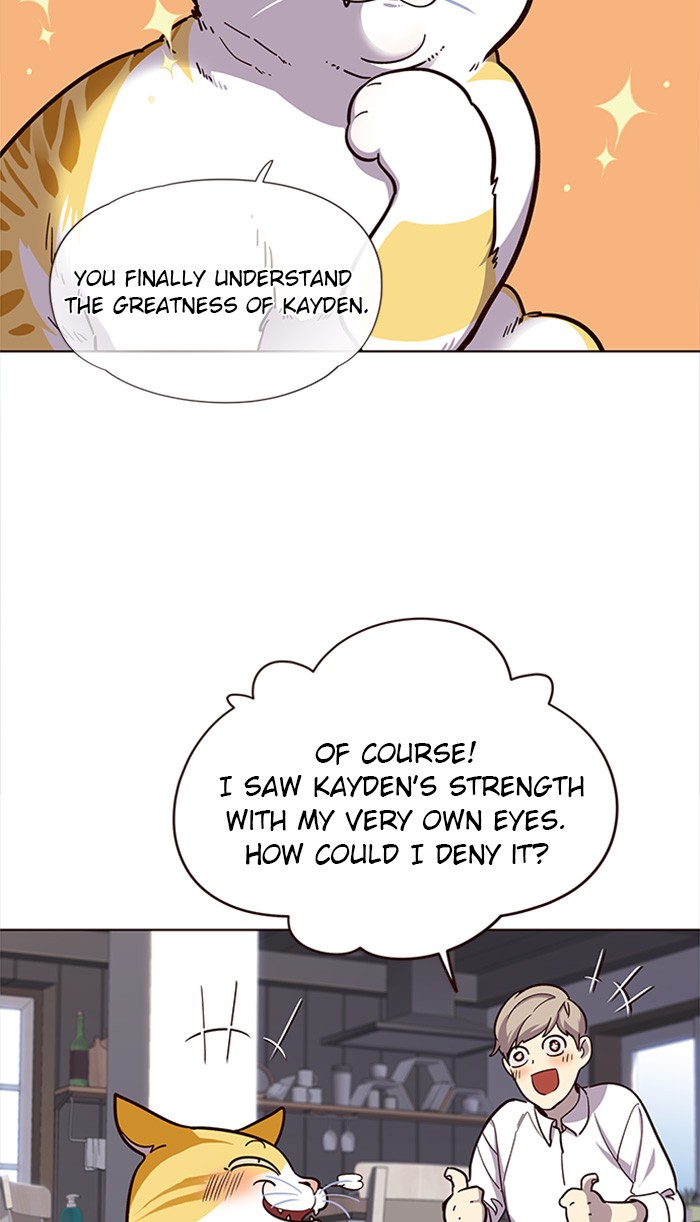 YOU FINALLY UNDERSTAND
THE GREATNESS OF KAYDEN.
OF COURSE!
I SAW KAYDEN'S STRENGTH
WITH MY VERY OWN EYES.
HOW COULD I DENY IT?